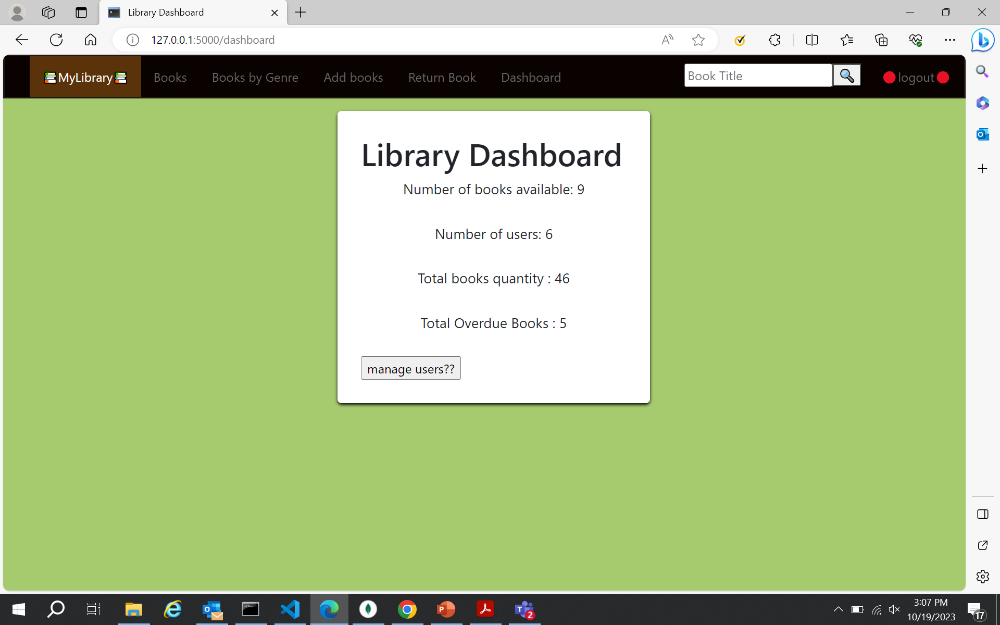 Library Dashboard
127.0.0.1:5000/dashboard
MyLibrary Books Books by Genre Add books Return Book Dashboard Book Title logout
Library Dashboard
Number of books available: 9
Number of users: 6
Total books quantity : 46
Total Overdue Books : 5
manage users??
3:07 PM
10/19/2023
17
2